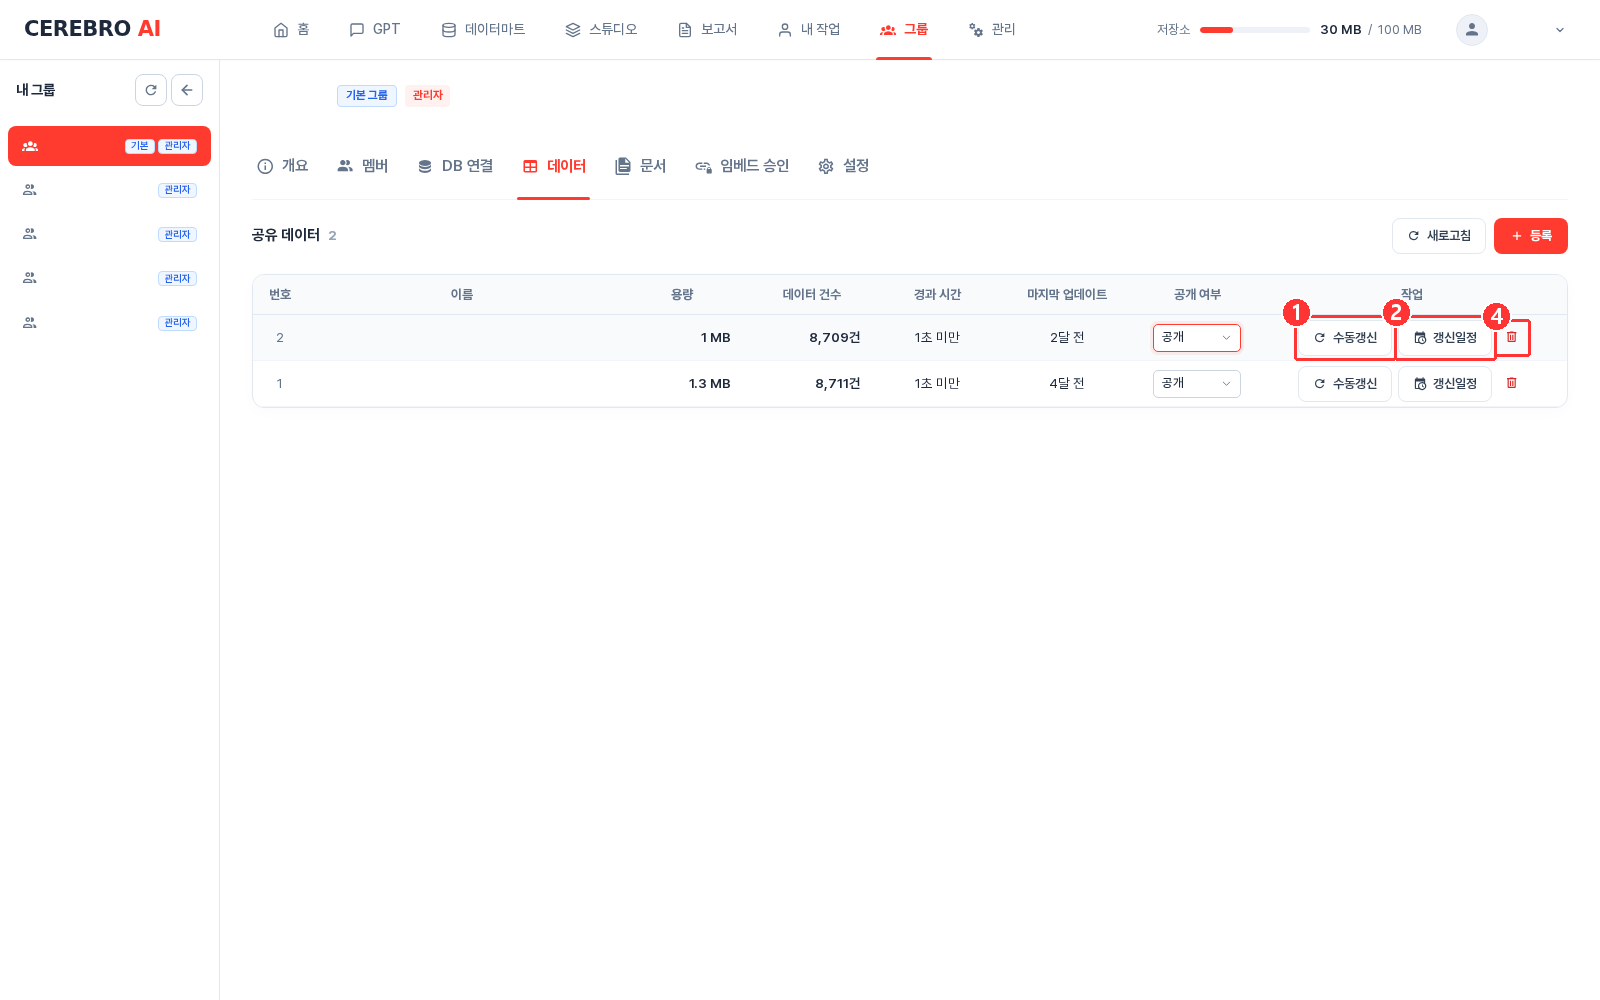 CEREBRO AI
홈 GPT 데이터마트 스튜디오 보고서 내 작업 그룹 관리
저장소 30 MB / 100 MB
내 그룹
기본 관리자
관리자
관리자
관리자
관리자
기본 그룹 관리자
개요 멤버 DB 연결 데이터 문서 임베드 승인 설정
공유 데이터 2
새로고침 + 등록
번호 이름 용량 데이터 건수 경과 시간 마지막 업데이트 공개 여부 작업
1 2 4
2 1 MB 8,709건 1초 미만 2달 전 공개 수동갱신 갱신일정
1 1.3 MB 8,711건 1초 미만 4달 전 공개 수동갱신 갱신일정